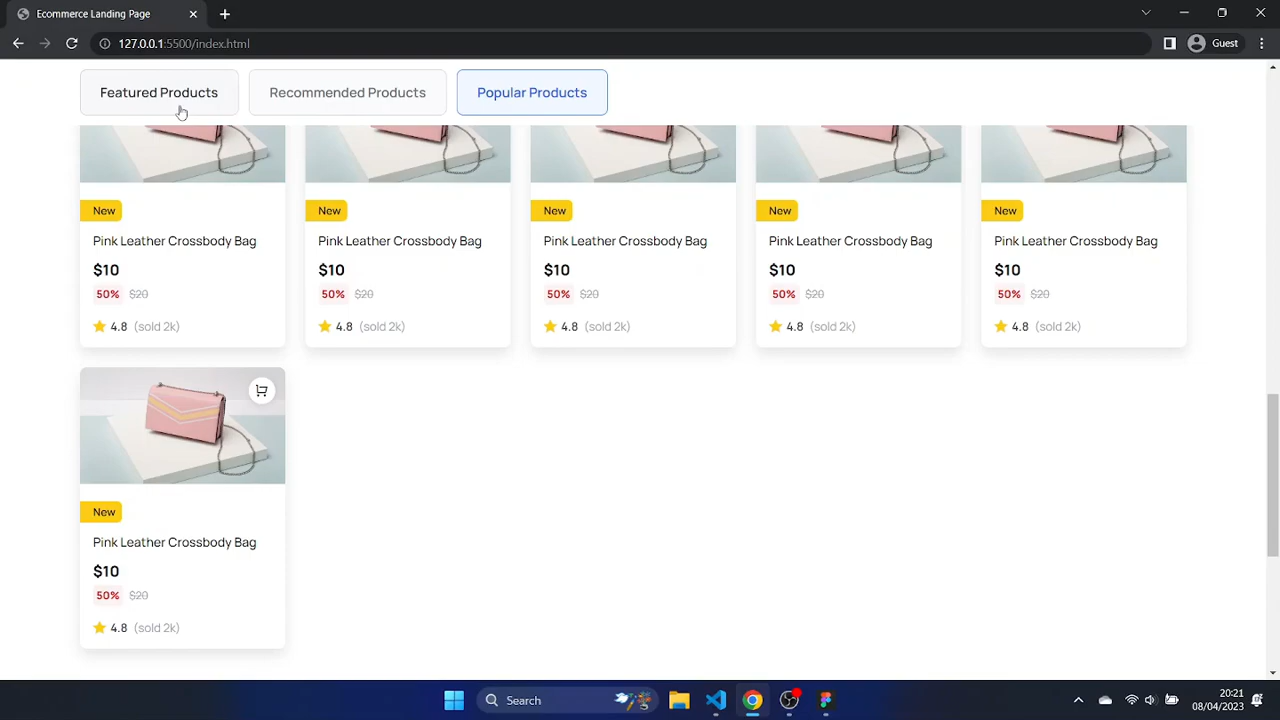 Ecommerce Landing Page
127.0.0.1:5500/index.html
Guest
Featured Products
Recommended Products
Popular Products
New
New
New
New
New
Pink Leather Crossbody Bag
Pink Leather Crossbody Bag
Pink Leather Crossbody Bag
Pink Leather Crossbody Bag
Pink Leather Crossbody Bag
$10
$10
$10
$10
$10
50% $20
50% $20
50% $20
50% $20
50% $20
4.8 (sold 2k)
4.8 (sold 2k)
4.8 (sold 2k)
4.8 (sold 2k)
4.8 (sold 2k)
New
Pink Leather Crossbody Bag
$10
50% $20
4.8 (sold 2k)
Search
20:21
08/04/2023